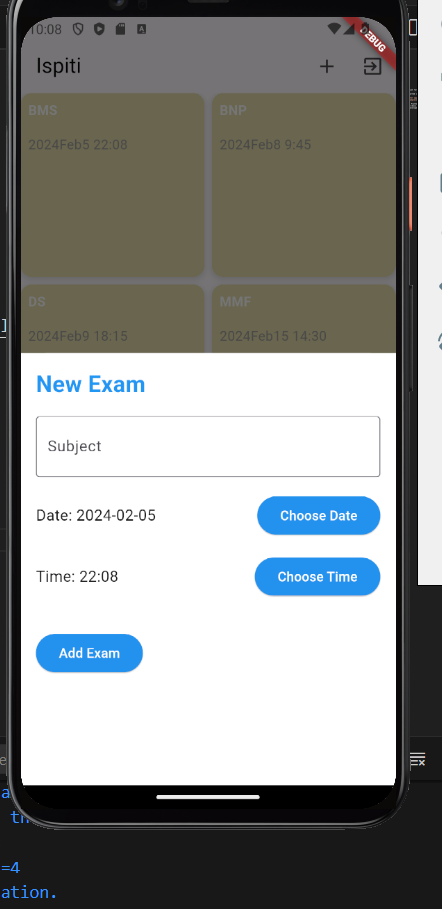 10:08
DEBUG
Ispiti
BMS
BNP
2024Feb5 22:08
2024Feb8 9:45
DS
MMF
]
2024Feb9 18:15
2024Feb15 14:30
New Exam
Subject
Date: 2024-02-05
Choose Date
Time: 22:08
Choose Time
Add Exam
=4
ation.